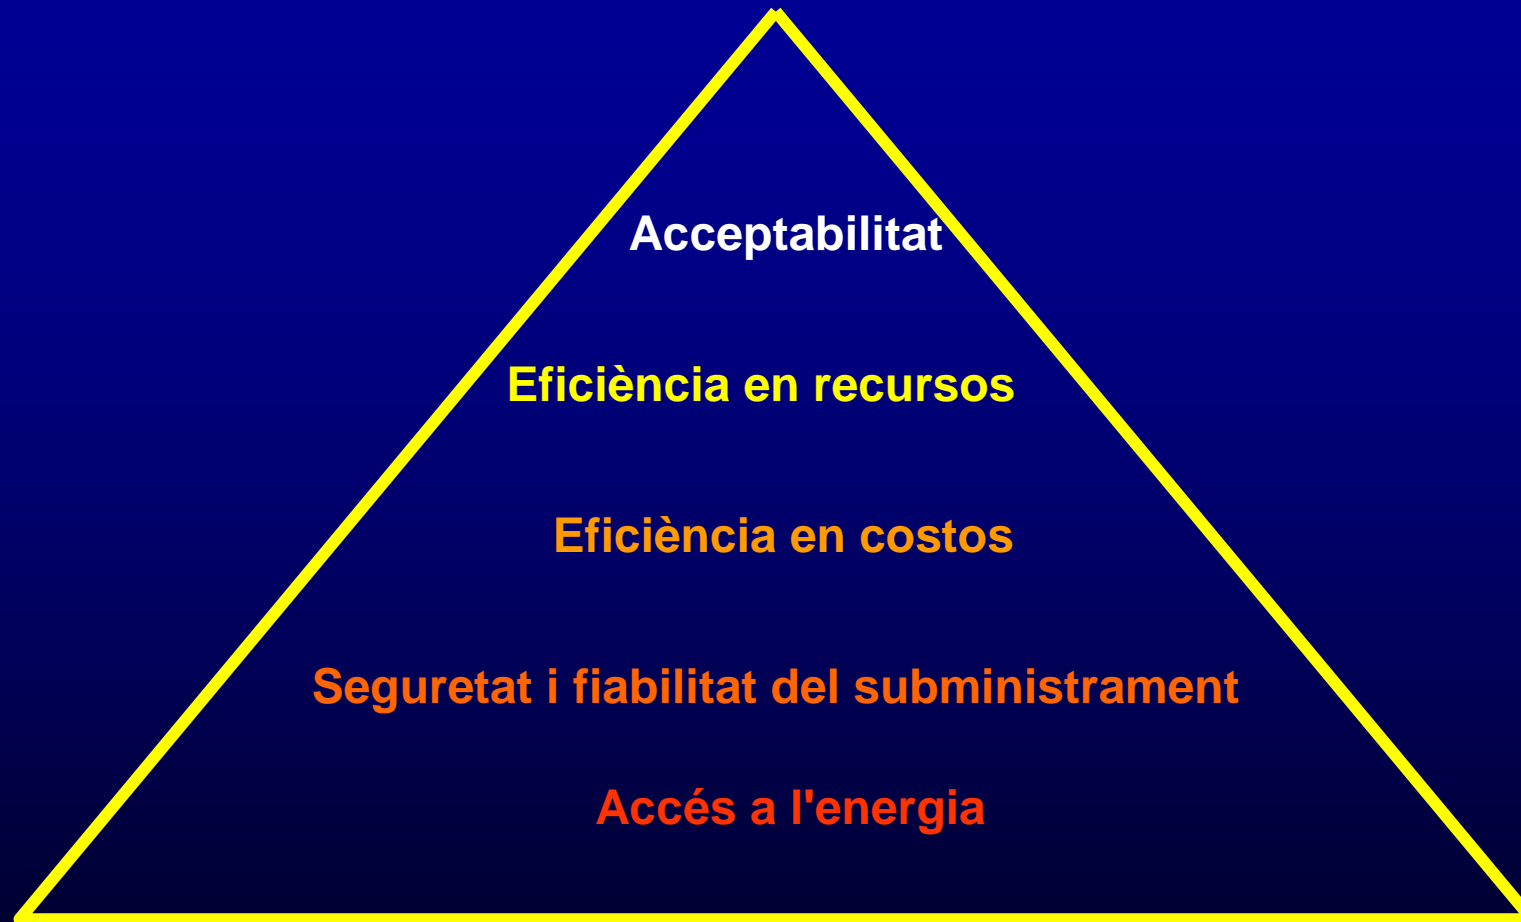 Acceptabilitat
Eficiència en recursos
Eficiència en costos
Seguretat i fiabilitat del subministrament
Accés a l'energia